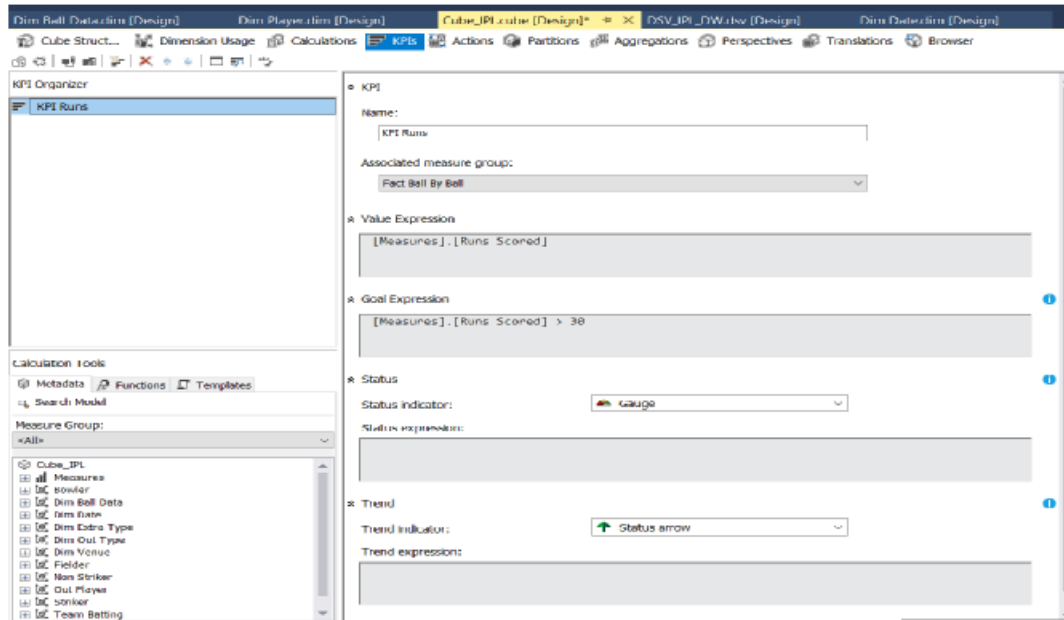 Dim Ball Data.dim [Design] Dim Player.dim [Design] Cube_IPL.cube [Design]* DSV_IPL_DW.dsv [Design] Dim Date.dim [Design]
Cube Struct... Dimension Usage Calculations KPIs Actions Partitions Aggregations Perspectives Translations Browser
KPI Organizer
KPI Runs
KPI
Name:
KPI Runs
Associated measure group:
Fact Ball By Ball
Value Expression
[Measures].[Runs Scored]
Goal Expression
[Measures].[Runs Scored] > 30
Status
Status indicator: Gauge
Status expression:
Trend
Trend indicator: Status arrow
Trend expression:
Calculation Tools
Metadata Functions Templates
Search Model
Measure Group:
<All>
Cube_IPL
Measures
Bowler
Dim Ball Data
Dim Date
Dim Extra Type
Dim Out Type
Dim Venue
Fielder
Non Striker
Out Player
Striker
Team Batting